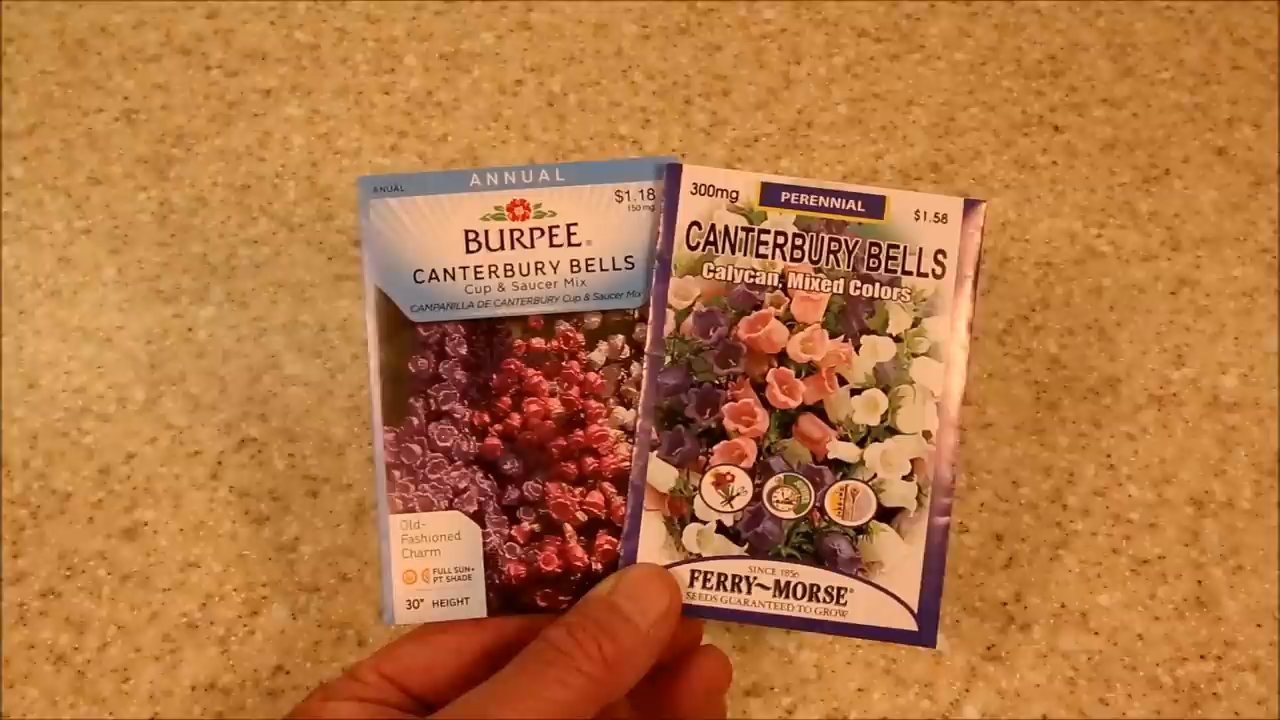 ANNUAL
ANUAL
$1.18
150 mg
BURPEE®
CANTERBURY BELLS
Cup & Saucer Mix
CAMPANILLA DE CANTERBURY Cup & Saucer Mix
Old-
Fashioned
Charm
FULL SUN+
PT SHADE
30" HEIGHT
300mg
PERENNIAL
$1.58
CANTERBURY BELLS
Calycan, Mixed Colors
SINCE 1856
FERRY~MORSE®
SEEDS GUARANTEED TO GROW